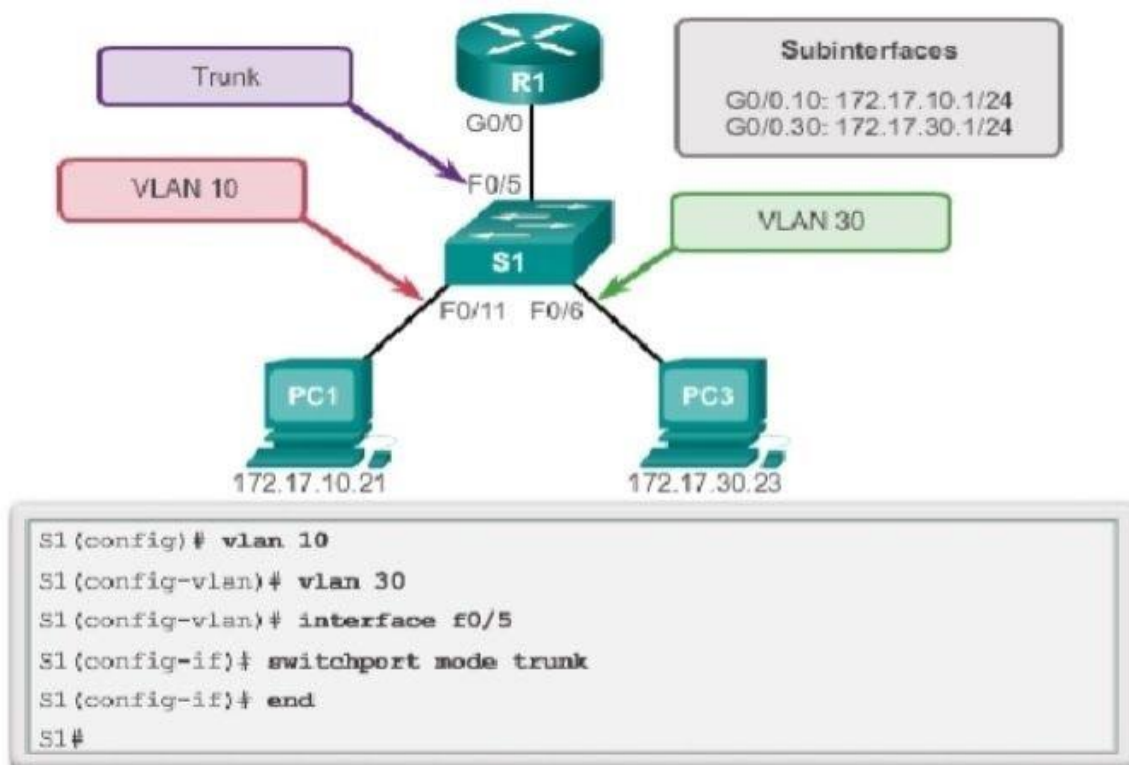 Trunk
R1
Subinterfaces
G0/0.10: 172.17.10.1/24
G0/0.30: 172.17.30.1/24
G0/0
VLAN 10
F0/5
VLAN 30
S1
F0/11 F0/6
PC1
PC3
172.17.10.21
172.17.30.23
S1(config)# vlan 10
S1(config-vlan)# vlan 30
S1(config-vlan)# interface f0/5
S1(config-if)# switchport mode trunk
S1(config-if)# end
S1#